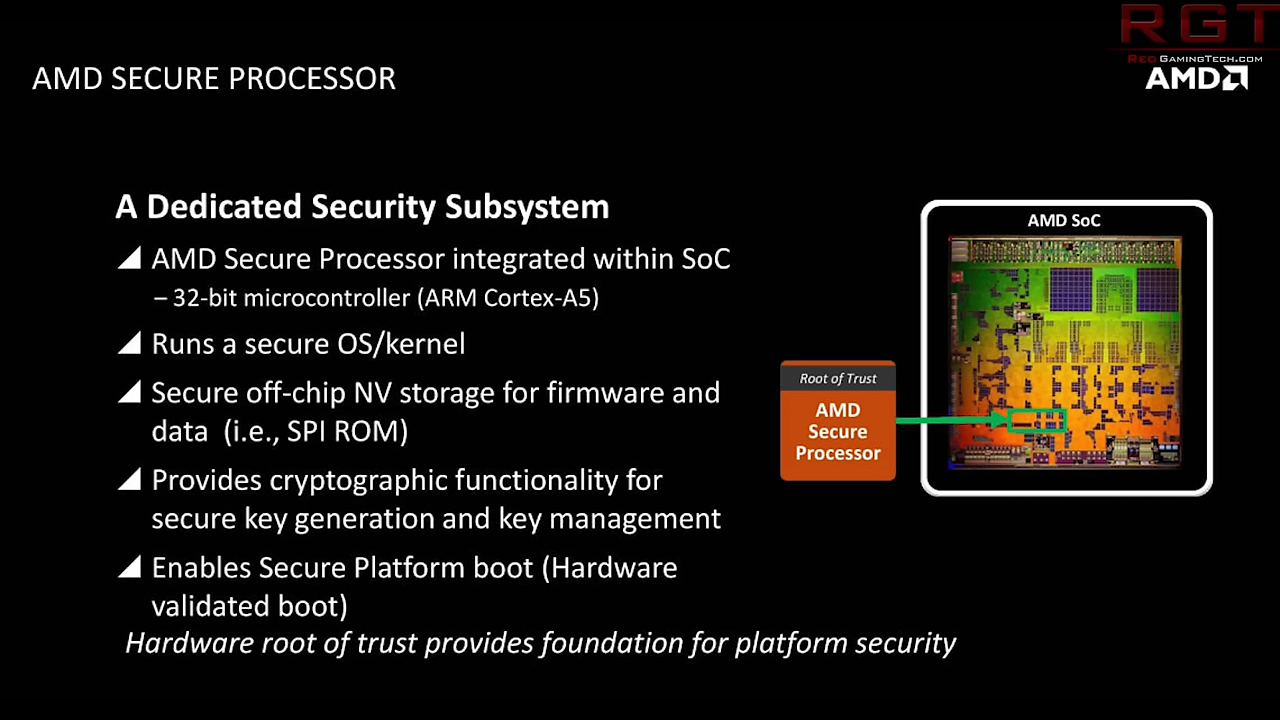 RGT
RedGamingTech.com
AMD
AMD SECURE PROCESSOR
A Dedicated Security Subsystem
AMD Secure Processor integrated within SoC
– 32-bit microcontroller (ARM Cortex-A5)
Runs a secure OS/kernel
Secure off-chip NV storage for firmware and
data (i.e., SPI ROM)
Provides cryptographic functionality for
secure key generation and key management
Enables Secure Platform boot (Hardware
validated boot)
Hardware root of trust provides foundation for platform security
AMD SoC
Root of Trust
AMD
Secure
Processor